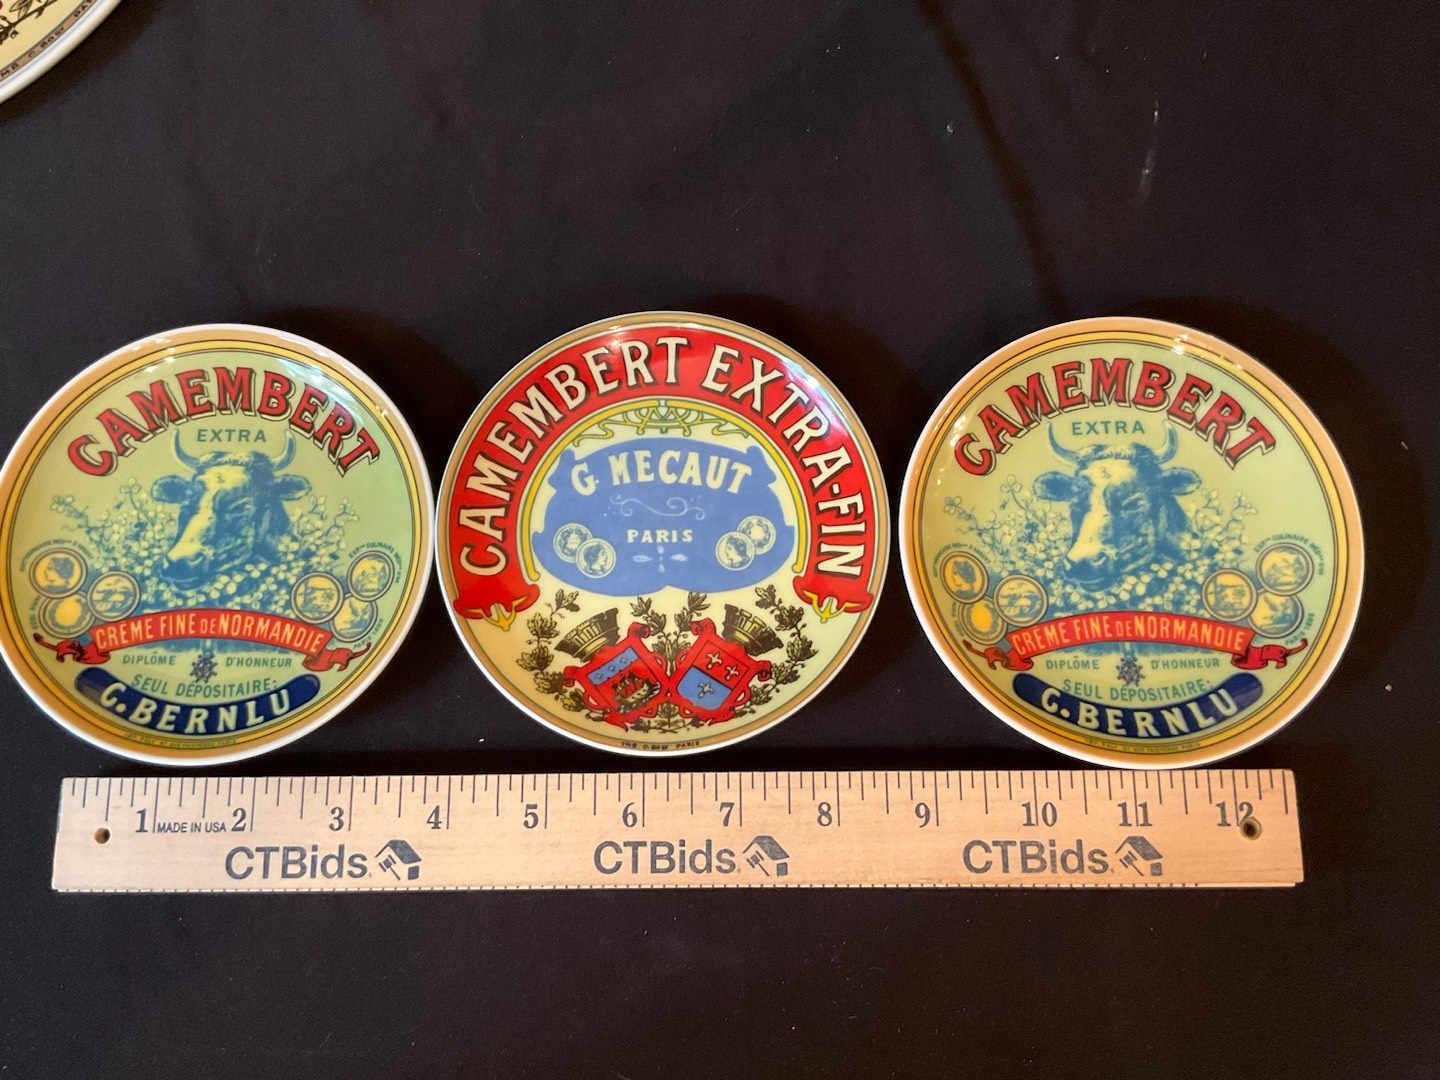 CAMEMBERT
EXTRA
CRÈME FINE DE NORMANDIE
DIPLÔME D'HONNEUR
SEUL DÉPOSITAIRE:
G. BERNLU
CAMEMBERT EXTRA-FIN
G. MECAUT
PARIS
CAMEMBERT
EXTRA
CRÈME FINE DE NORMANDIE
DIPLÔME D'HONNEUR
SEUL DÉPOSITAIRE:
G. BERNLU
1 MADE IN USA 2 3 4 5 6 7 8 9 10 11 12
CTBids CTBids CTBids